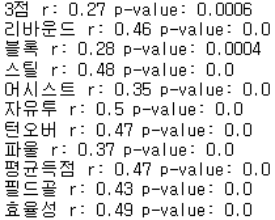 3점 r: 0.27 p-value: 0.0006
리바운드 r: 0.46 p-value: 0.0
블록 r: 0.28 p-value: 0.0004
스틸 r: 0.48 p-value: 0.0
어시스트 r: 0.35 p-value: 0.0
자유투 r: 0.5 p-value: 0.0
턴오버 r: 0.47 p-value: 0.0
파울 r: 0.37 p-value: 0.0
평균득점 r: 0.47 p-value: 0.0
필드골 r: 0.43 p-value: 0.0
효율성 r: 0.49 p-value: 0.0